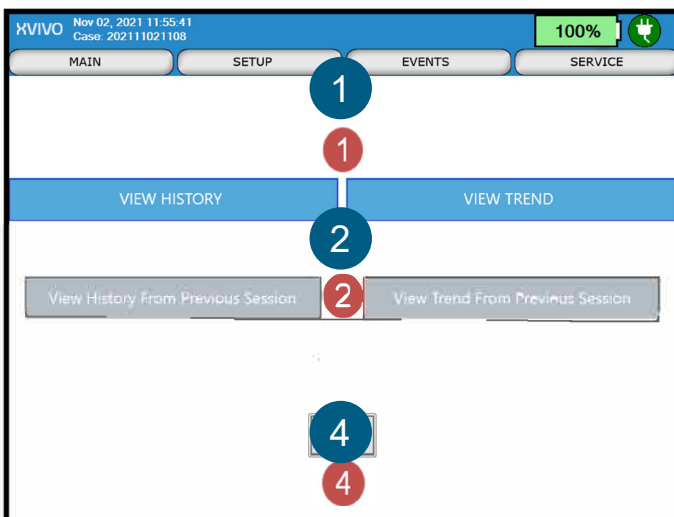 XVIVO
Nov 02, 2021 11:55:41
Case: 202111021108
100%
MAIN SETUP EVENTS SERVICE
1
1
VIEW HISTORY VIEW TREND
2
View History From Previous Session 2 View Trend From Previous Session
4
4